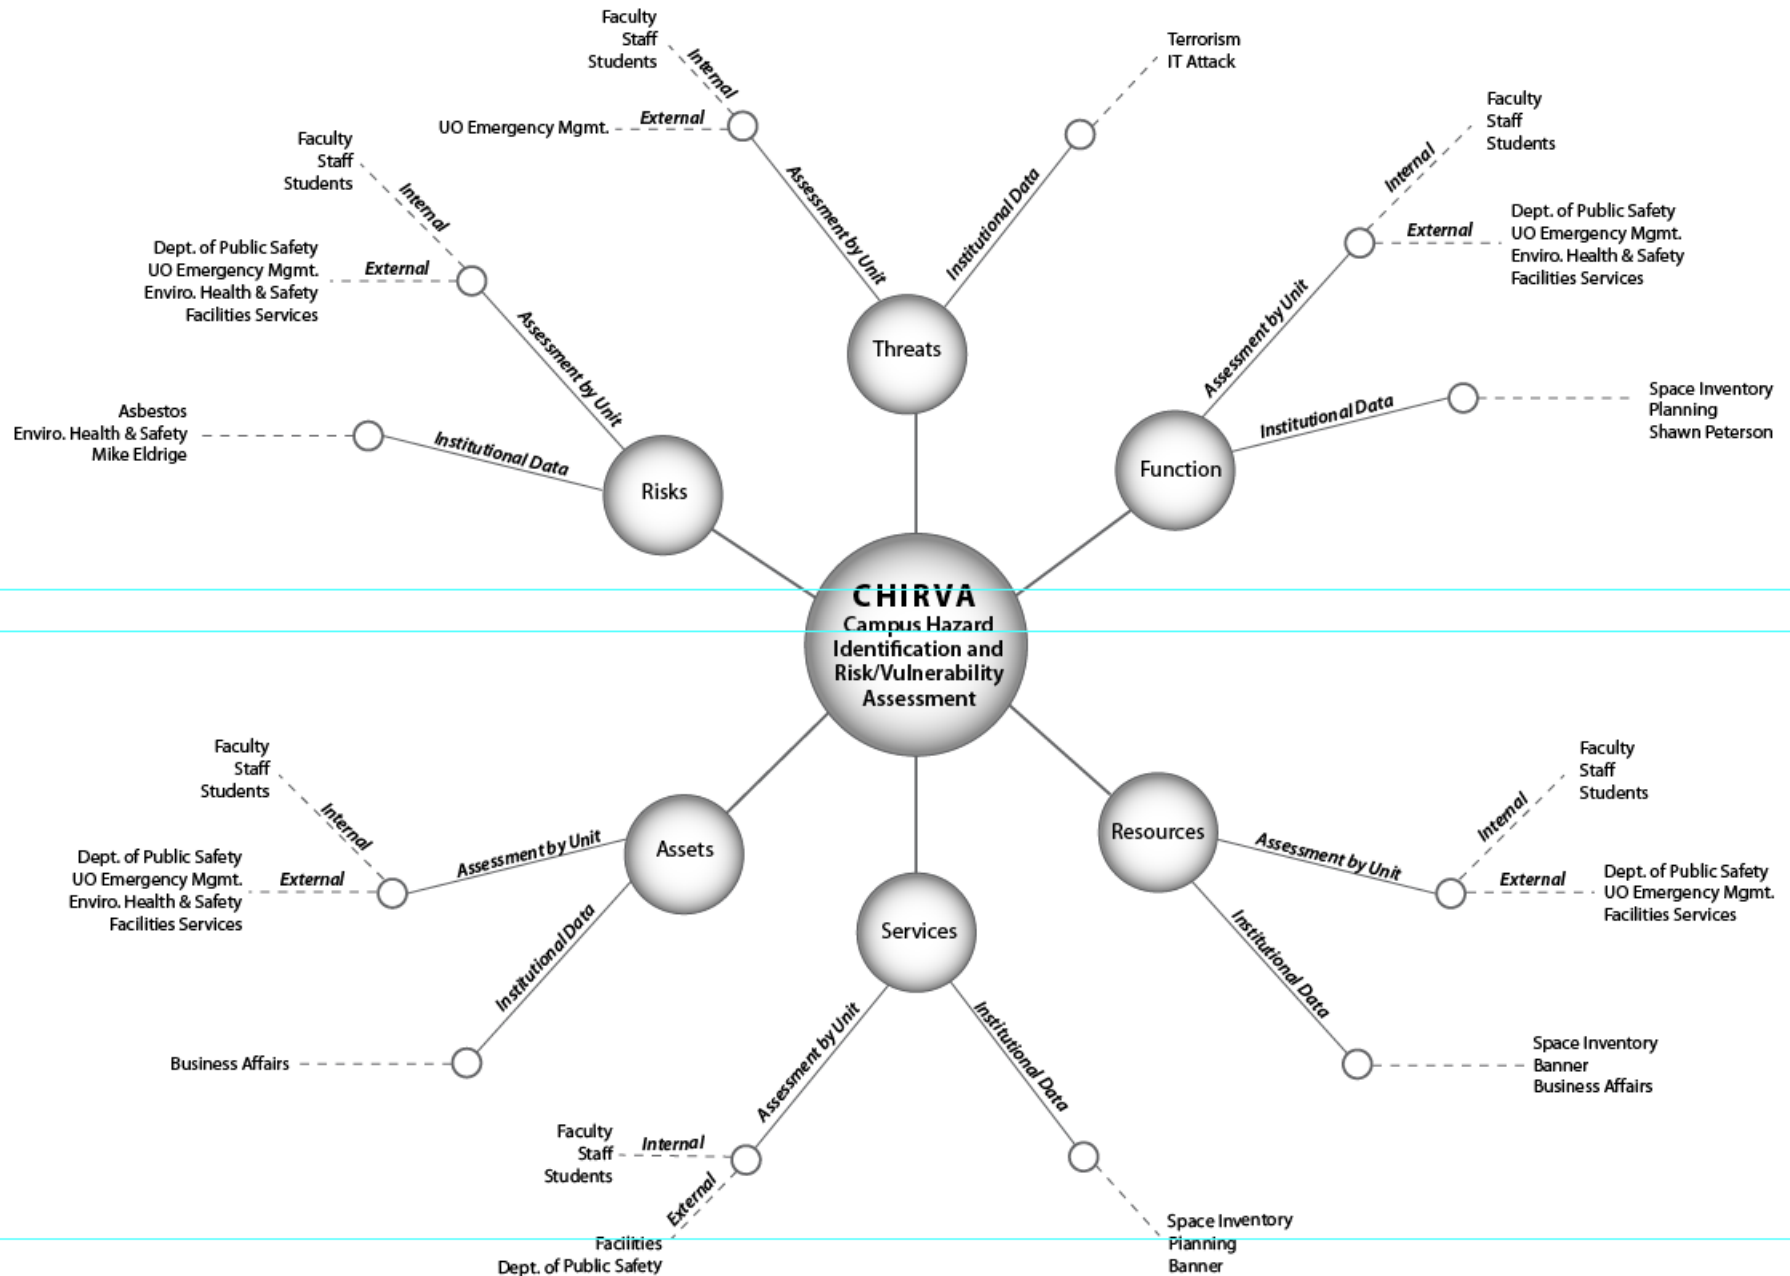 Faculty
Staff
Students
Internal
UO Emergency Mgmt.
External
Assessment by Unit
Terrorism
IT Attack
Institutional Data
Threats
Faculty
Staff
Students
Internal
Dept. of Public Safety
UO Emergency Mgmt.
Enviro. Health & Safety
Facilities Services
External
Assessment by Unit
Asbestos
Enviro. Health & Safety
Mike Eldrige
Institutional Data
Risks
Faculty
Staff
Students
Internal
External
Dept. of Public Safety
UO Emergency Mgmt.
Enviro. Health & Safety
Facilities Services
Assessment by Unit
Institutional Data
Space Inventory
Planning
Shawn Peterson
Function
CHIRVA
Campus Hazard
Identification and
Risk/Vulnerability
Assessment
Faculty
Staff
Students
Internal
Dept. of Public Safety
UO Emergency Mgmt.
Enviro. Health & Safety
Facilities Services
External
Assessment by Unit
Assets
Institutional Data
Business Affairs
Services
Assessment by Unit
Faculty
Staff
Students
Internal
External
Facilities
Dept. of Public Safety
Institutional Data
Space Inventory
Planning
Banner
Resources
Assessment by Unit
Faculty
Staff
Students
Internal
External
Dept. of Public Safety
UO Emergency Mgmt.
Facilities Services
Institutional Data
Space Inventory
Banner
Business Affairs